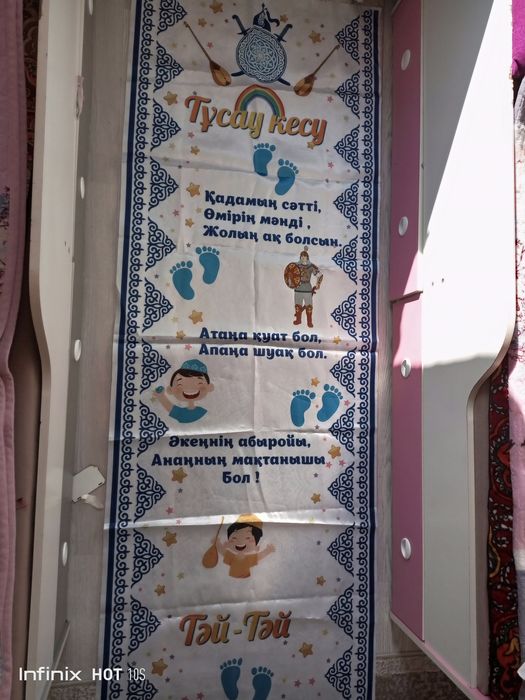 Тұсау кесу
Қадамың сәтті,
Өмірің мәнді ,
Жолың ақ болсын.
Атаңа қуат бол,
Апаңа шуақ бол.
Әкеңнің абыройы,
Анаңның мақтанышы
Бол !
Тәй-Тәй
Infinix HOT 10S